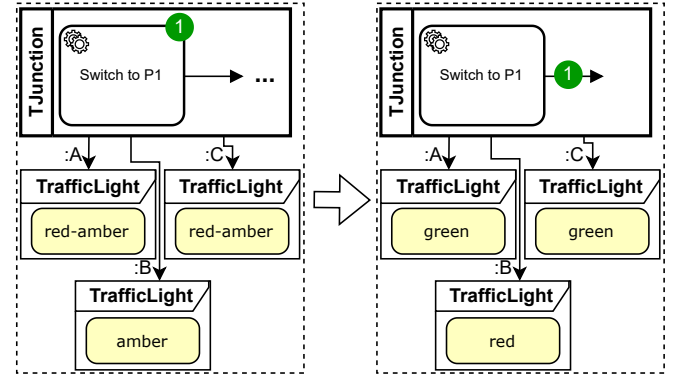 TJunction
1
Switch to P1
...
:A
:C
TrafficLight
red-amber
TrafficLight
red-amber
:B
TrafficLight
amber
TJunction
Switch to P1
1
:A
:C
TrafficLight
green
TrafficLight
green
:B
TrafficLight
red